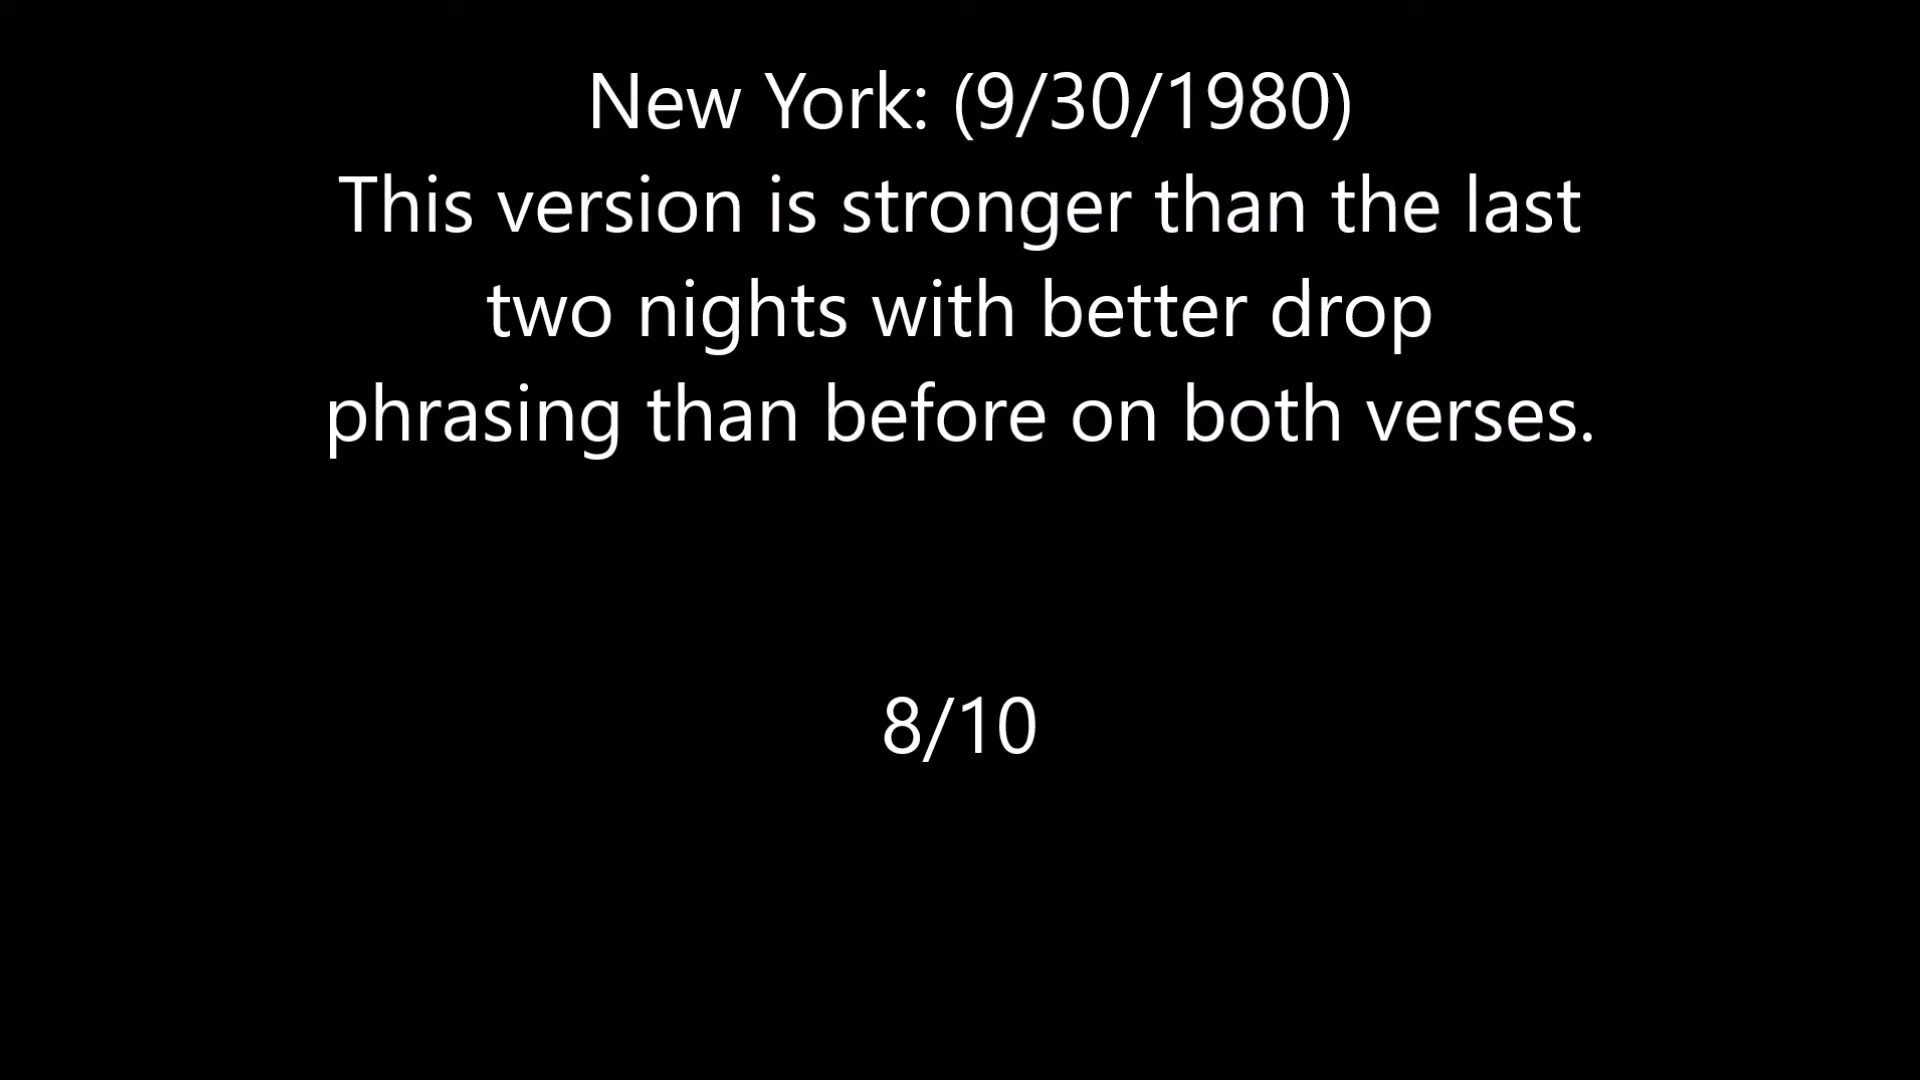 New York: (9/30/1980)
This version is stronger than the last
two nights with better drop
phrasing than before on both verses.
8/10